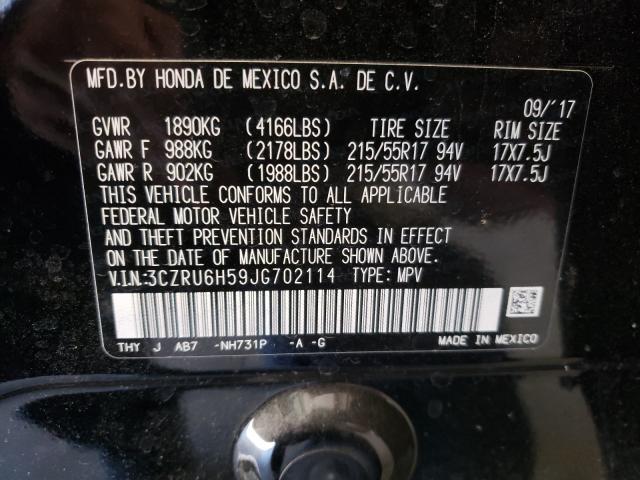 MFD.BY HONDA DE MEXICO S.A. DE C.V.
09/'17
GVWR 1890KG (4166LBS) TIRE SIZE RIM SIZE
GAWR F 988KG (2178LBS) 215/55R17 94V 17X7.5J
GAWR R 902KG (1988LBS) 215/55R17 94V 17X7.5J
THIS VEHICLE CONFORMS TO ALL APPLICABLE
FEDERAL MOTOR VEHICLE SAFETY
AND THEFT PREVENTION STANDARDS IN EFFECT
ON THE DATE OF MANUFACTURE SHOWN ABOVE.
V.I.N:3CZRU6H59JG702114 TYPE: MPV
THY J AB7 -NH731P -A -G MADE IN MEXICO